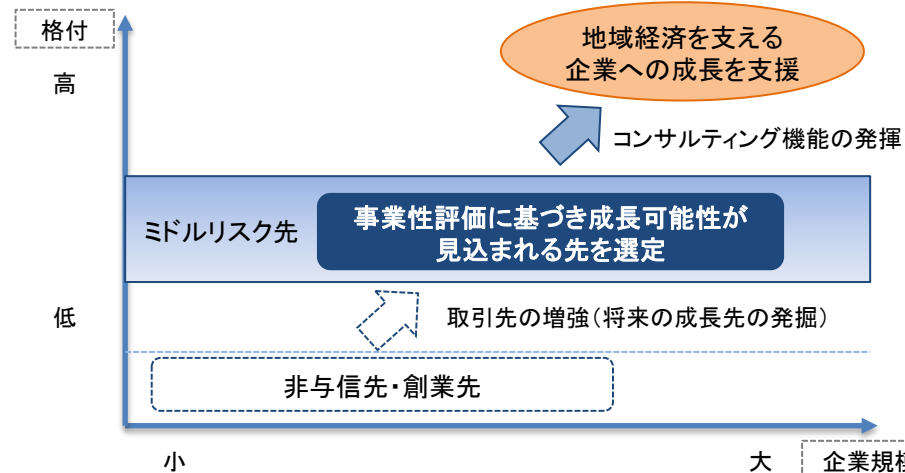 格付
高
地域経済を支える
企業への成長を支援
コンサルティング機能の発揮
ミドルリスク先
事業性評価に基づき成長可能性が
見込まれる先を選定
低
取引先の増強(将来の成長先の発掘)
非与信先・創業先
小
大
企業規模